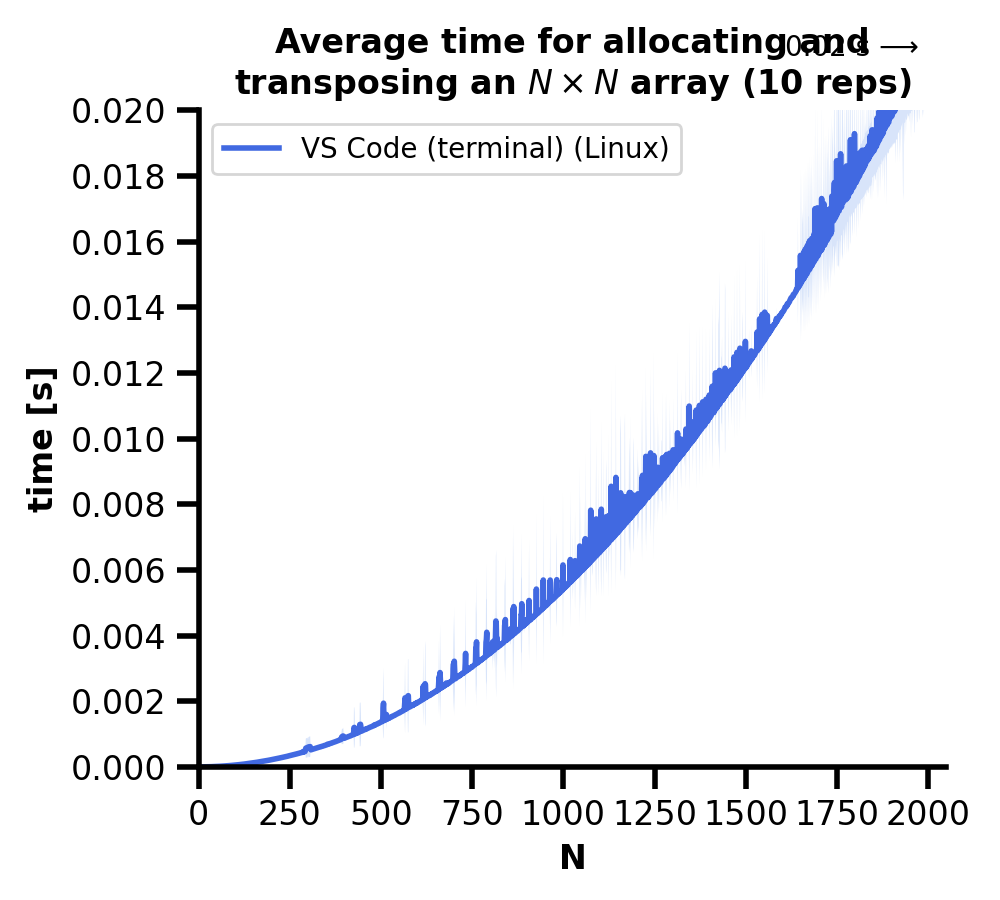 Average time for allocating and
0.02 s ⟶
transposing an N × N array (10 reps)
VS Code (terminal) (Linux)
0.020
0.018
0.016
0.014
0.012
0.010
0.008
0.006
0.004
0.002
0.000
time [s]
0 250 500 750 1000 1250 1500 1750 2000
N